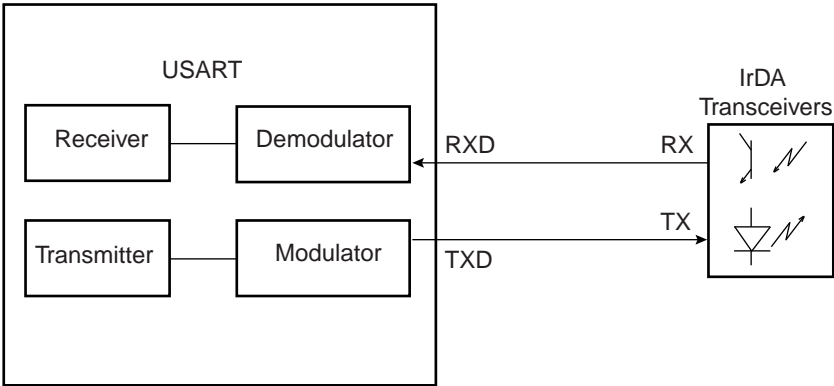 USART
IrDA
Transceivers
Receiver
Demodulator
RXD
RX
Transmitter
Modulator
TXD
TX